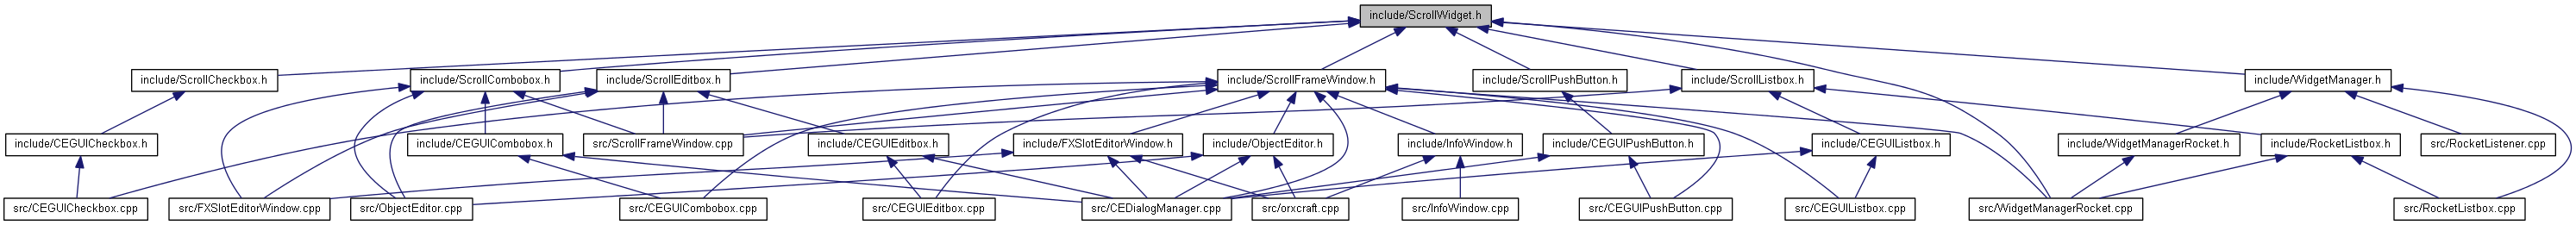 include/ScrollWidget.h
include/ScrollCheckbox.h
include/ScrollCombobox.h
include/ScrollEditbox.h
include/ScrollFrameWindow.h
include/ScrollPushButton.h
include/ScrollListbox.h
include/WidgetManager.h
include/CEGUICheckbox.h
include/CEGUICombobox.h
src/ScrollFrameWindow.cpp
include/CEGUIEditbox.h
include/FXSlotEditorWindow.h
include/ObjectEditor.h
include/InfoWindow.h
include/CEGUIPushButton.h
include/CEGUIListbox.h
include/WidgetManagerRocket.h
include/RocketListbox.h
src/RocketListener.cpp
src/CEGUICheckbox.cpp
src/FXSlotEditorWindow.cpp
src/ObjectEditor.cpp
src/CEGUICombobox.cpp
src/CEGUIEditbox.cpp
src/CEDialogManager.cpp
src/orxcraft.cpp
src/InfoWindow.cpp
src/CEGUIPushButton.cpp
src/CEGUIListbox.cpp
src/WidgetManagerRocket.cpp
src/RocketListbox.cpp